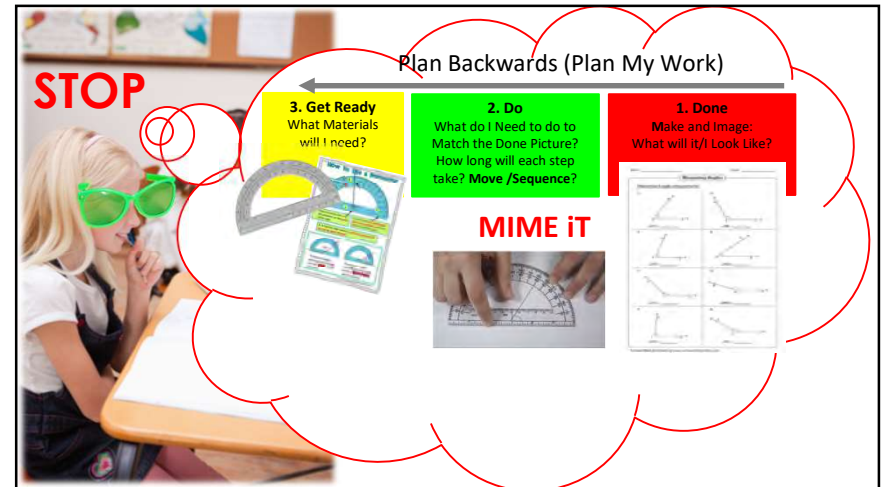 STOP
Plan Backwards (Plan My Work)
3. Get Ready
What Materials
will I need?
2. Do
What do I Need to do to
Match the Done Picture?
How long will each step
take? Move /Sequence?
1. Done
Make and Image:
What will it/I Look Like?
MIME iT